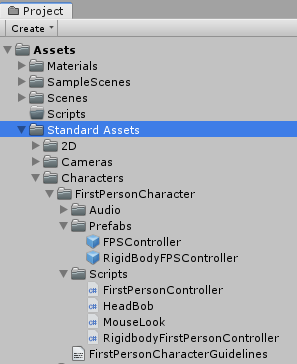 Project
Create
Assets
Materials
SampleScenes
Scenes
Scripts
Standard Assets
2D
Cameras
Characters
FirstPersonCharacter
Audio
Prefabs
FPSController
RigidBodyFPSController
Scripts
C# FirstPersonController
C# HeadBob
C# MouseLook
C# RigidbodyFirstPersonController
FirstPersonCharacterGuidelines